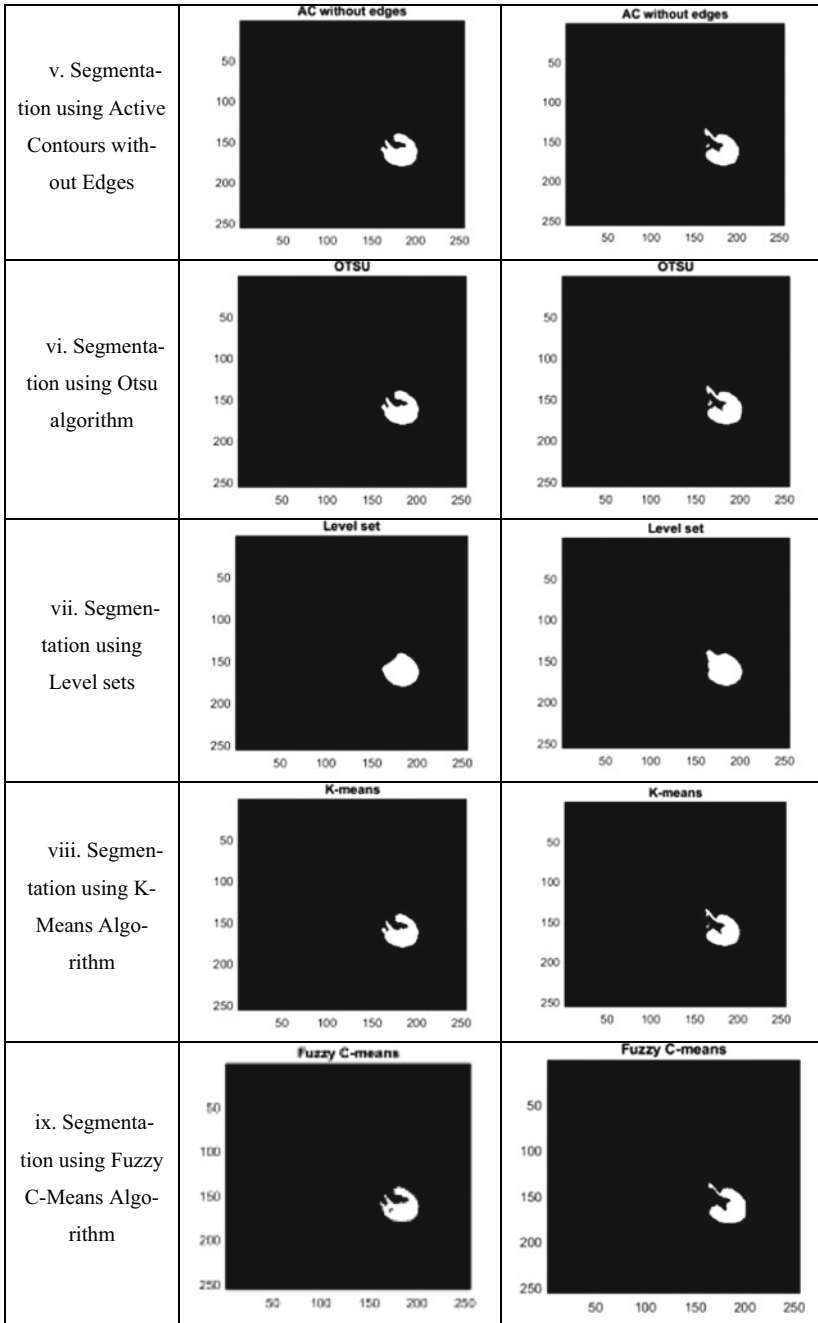 v. Segmenta-
tion using Active
Contours with-
out Edges
AC without edges
50
100
150
200
250
50 100 150 200 250
AC without edges
50
100
150
200
250
50 100 150 200 250
vi. Segmenta-
tion using Otsu
algorithm
OTSU
50
100
150
200
250
50 100 150 200 250
OTSU
50
100
150
200
250
50 100 150 200 250
vii. Segmen-
tation using
Level sets
Level set
50
100
150
200
250
50 100 150 200 250
Level set
50
100
150
200
250
50 100 150 200 250
viii. Segmen-
tation using K-
Means Algo-
rithm
K-means
50
100
150
200
250
50 100 150 200 250
K-means
50
100
150
200
250
50 100 150 200 250
ix. Segmenta-
tion using Fuzzy
C-Means Algo-
rithm
Fuzzy C-means
50
100
150
200
250
50 100 150 200 250
Fuzzy C-means
50
100
150
200
250
50 100 150 200 250